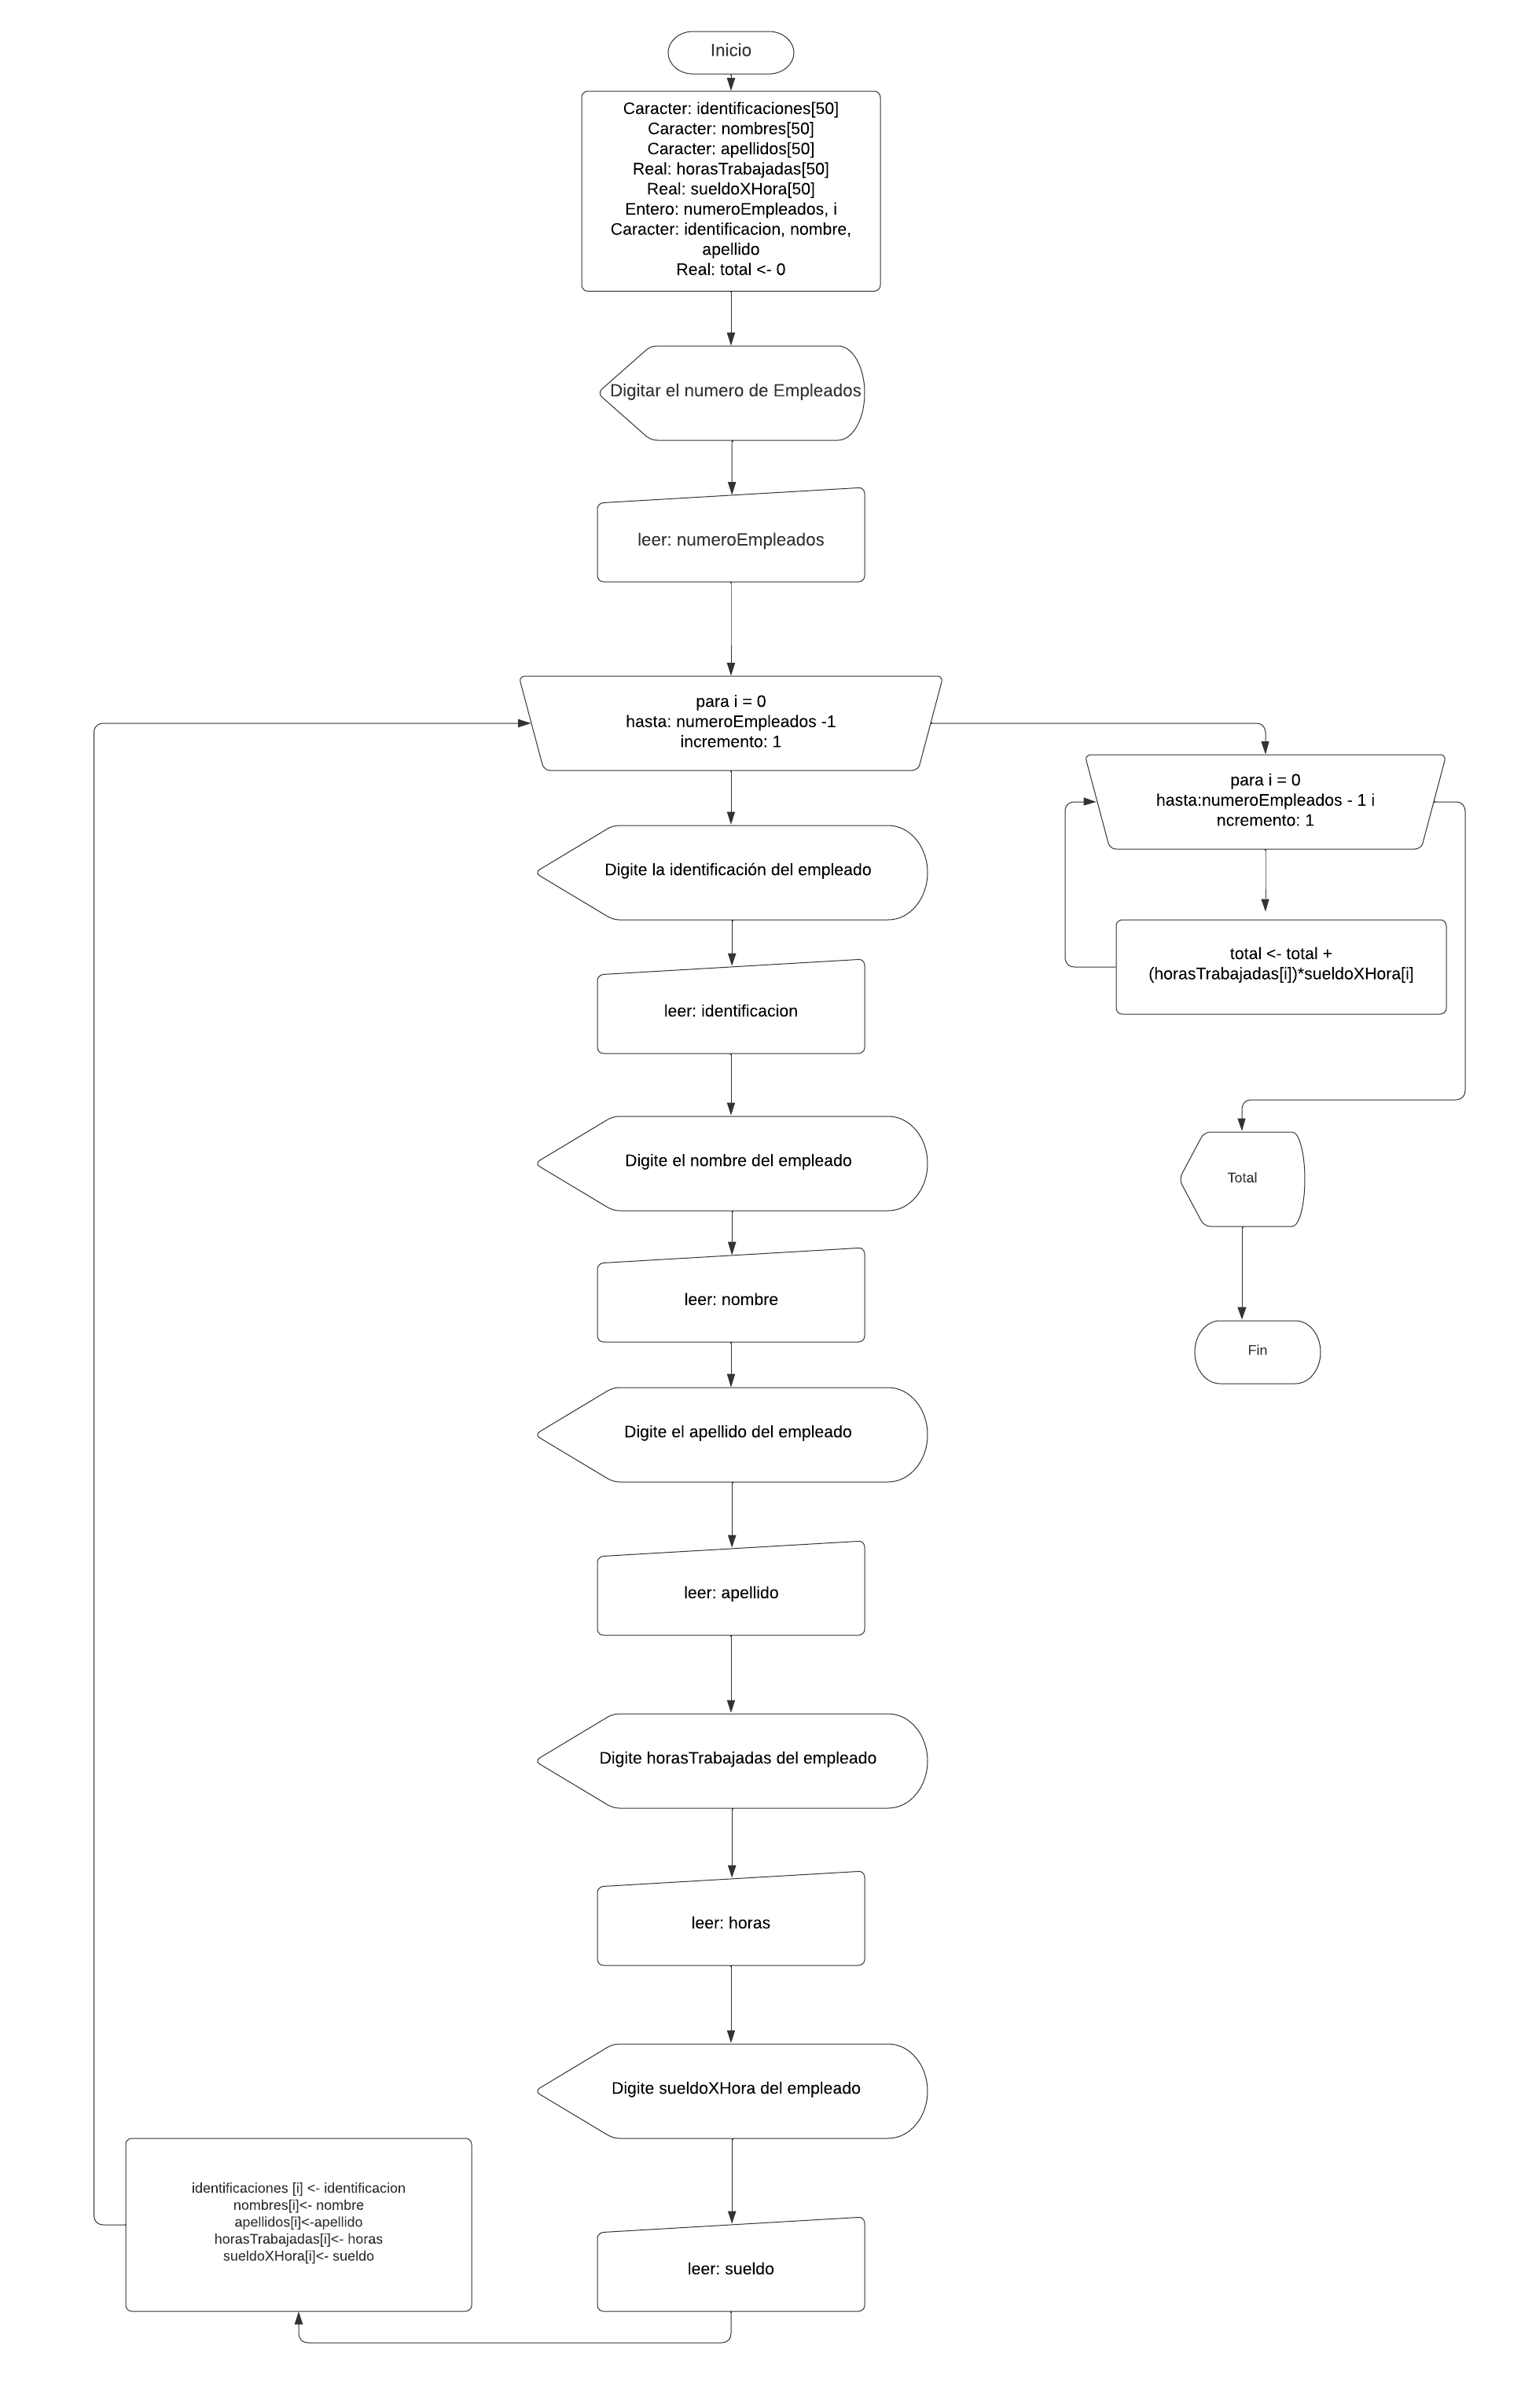 Inicio
Caracter: identificaciones[50]
Caracter: nombres[50]
Caracter: apellidos[50]
Real: horasTrabajadas[50]
Real: sueldoXHora[50]
Entero: numeroEmpleados, i
Caracter: identificacion, nombre,
apellido
Real: total <- 0
Digitar el numero de Empleados
leer: numeroEmpleados
para i = 0
hasta: numeroEmpleados -1
incremento: 1
Digite la identificación del empleado
leer: identificacion
Digite el nombre del empleado
leer: nombre
Digite el apellido del empleado
leer: apellido
Digite horasTrabajadas del empleado
leer: horas
Digite sueldoXHora del empleado
leer: sueldo
identificaciones [i] <- identificacion
nombres[i]<- nombre
apellidos[i]<-apellido
horasTrabajadas[i]<- horas
sueldoXHora[i]<- sueldo
para i = 0
hasta:numeroEmpleados - 1 i
ncremento: 1
total <- total +
(horasTrabajadas[i])*sueldoXHora[i]
Total
Fin